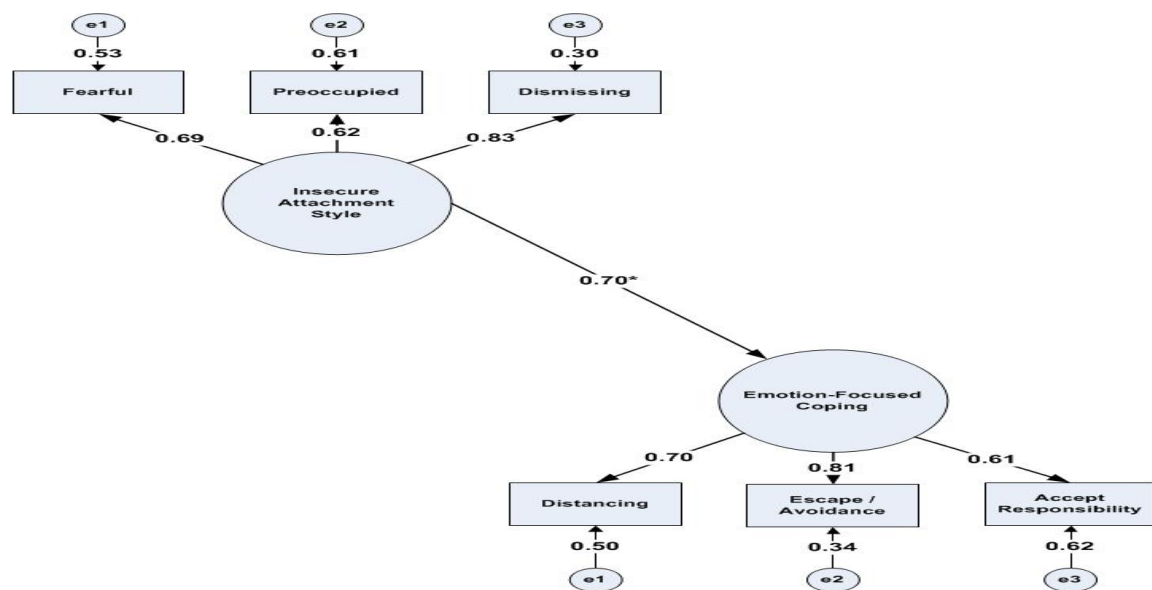 e1 e2 e3
0.53 0.61 0.30
Fearful Preoccupied Dismissing
0.69 0.62 0.83
Insecure
Attachment
Style
0.70*
Emotion-Focused
Coping
0.70 0.81 0.61
Distancing
Escape /
Avoidance
Accept
Responsibility
0.50 0.34 0.62
e1 e2 e3